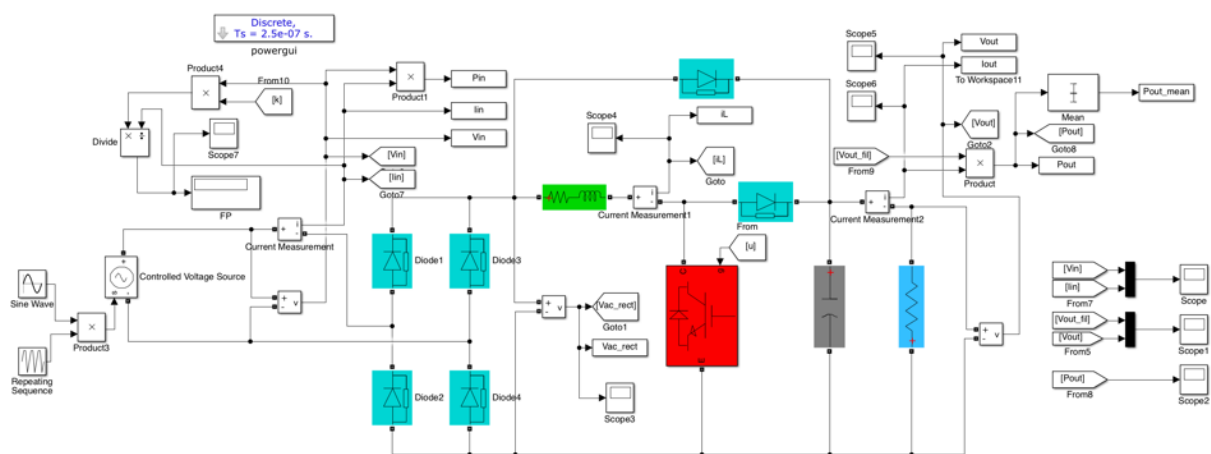 Discrete,
Ts = 2.5e-07 s.
powergui
Product4
From10
[k]
Divide
Scope7
FP
Product1
Pin
Iin
Vin
[Vin]
[Iin]
Goto7
Current Measurement
Controlled Voltage Source
Sine Wave
Product3
Repeating
Sequence
Diode1
Diode3
Diode2
Diode4
Scope4
iL
[iL]
Goto
Current Measurement1
From
[u]
[Vac_rect]
Goto1
Vac_rect
Scope3
Scope5
Scope6
Vout
Iout
To Workspace11
[Vout]
Goto2
[Vout_fil]
From9
Product
Mean
Pout_mean
[Pout]
Goto8
Pout
Current Measurement2
[Vin]
[Iin]
From7
Scope
[Vout_fil]
[Vout]
From5
Scope1
[Pout]
From8
Scope2